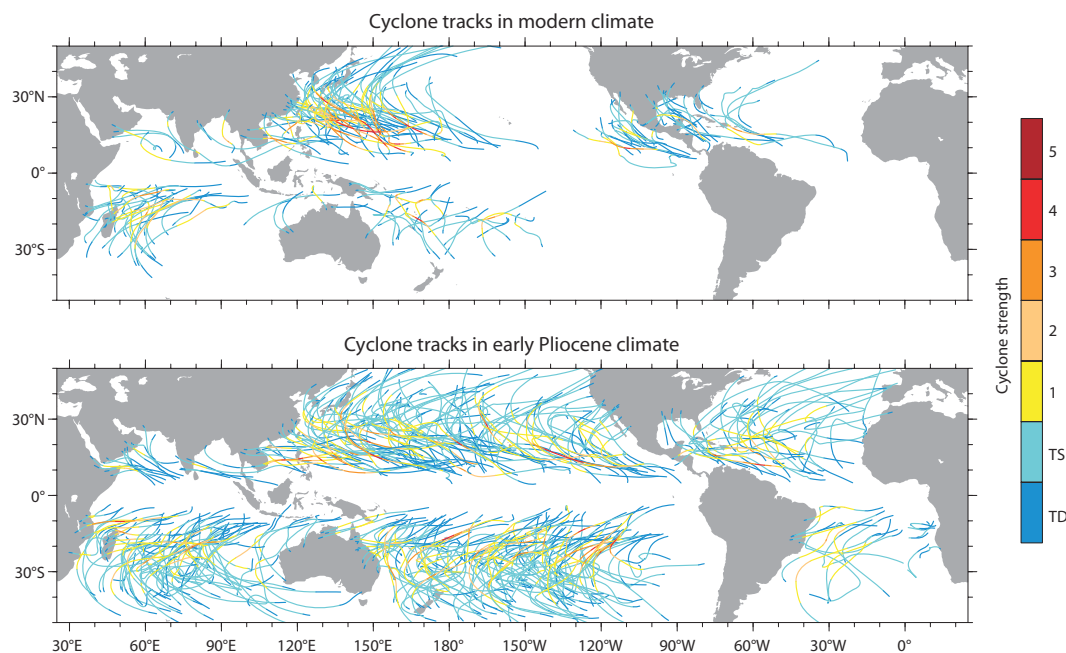 Cyclone tracks in modern climate
30°N
0°
30°S
Cyclone tracks in early Pliocene climate
30°N
0°
30°S
30°E 60°E 90°E 120°E 150°E 180° 150°W 120°W 90°W 60°W 30°W 0°
Cyclone strength
5
4
3
2
1
TS
TD